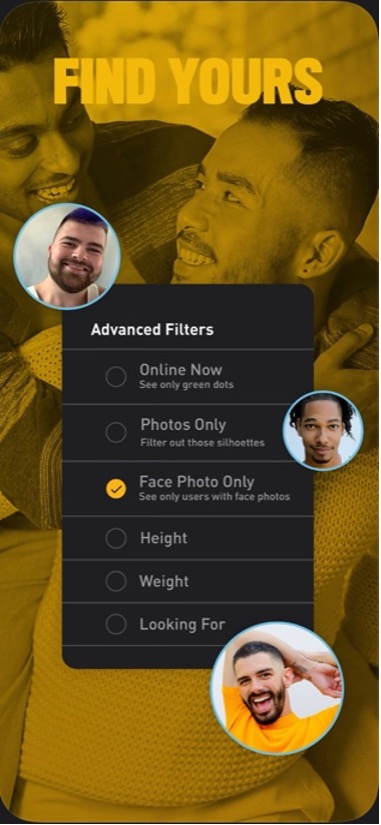 FIND YOURS
Advanced Filters
Online Now
See only green dots
Photos Only
Filter out those silhoettes
Face Photo Only
See only users with face photos
Height
Weight
Looking For